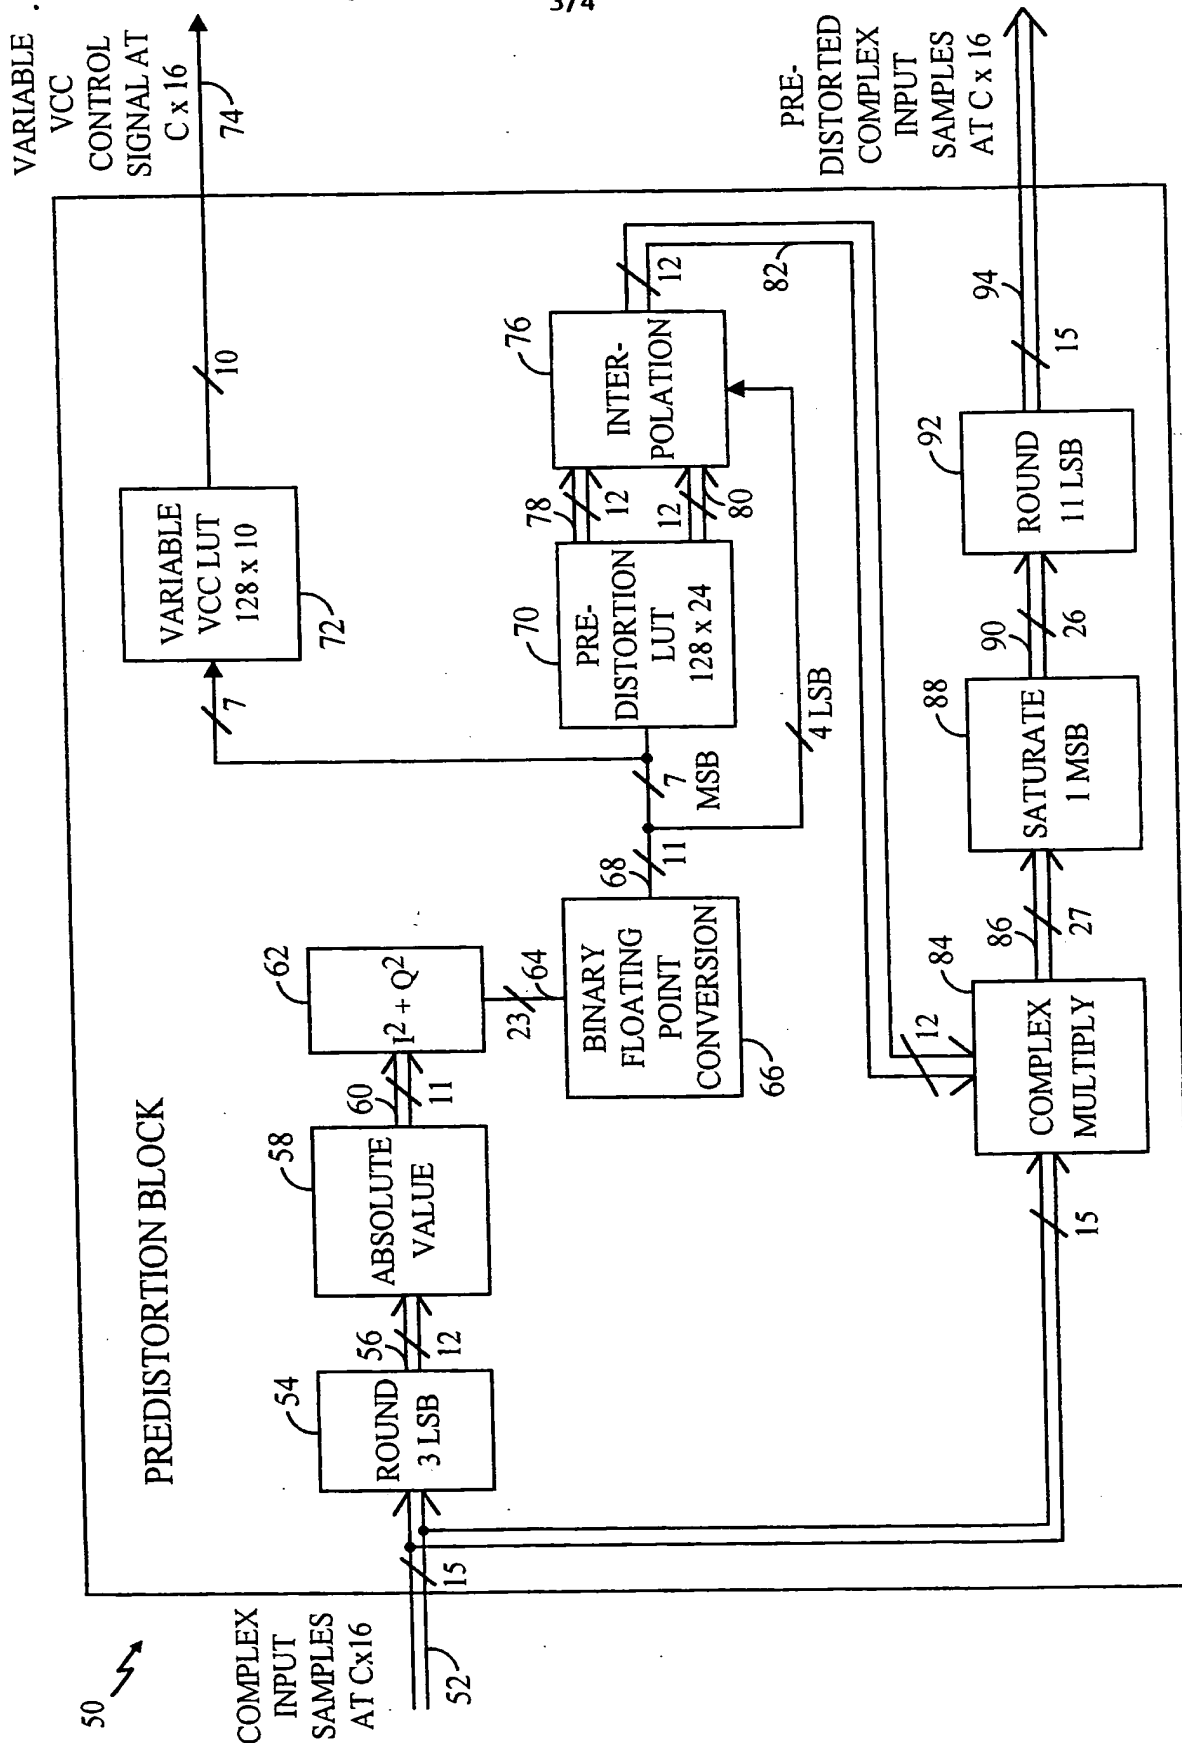 3/4
50
PREDISTORTION BLOCK
COMPLEX
INPUT
SAMPLES
AT Cx16
52
15
54
ROUND
3 LSB
56
12
58
ABSOLUTE
VALUE
60
11
62
I² + Q²
23
64
BINARY
FLOATING
POINT
CONVERSION
66
68
11
7
MSB
4 LSB
7
VARIABLE
VCC LUT
128 x 10
72
10
VARIABLE
VCC
CONTROL
SIGNAL AT
C x 16
74
70
PRE-
DISTORTION
LUT
128 x 24
78
12
12
80
76
INTER-
POLATION
12
82
12
15
84
COMPLEX
MULTIPLY
86
27
88
SATURATE
1 MSB
90
26
92
ROUND
11 LSB
94
15
PRE-
DISTORTED
COMPLEX
INPUT
SAMPLES
AT C x 16